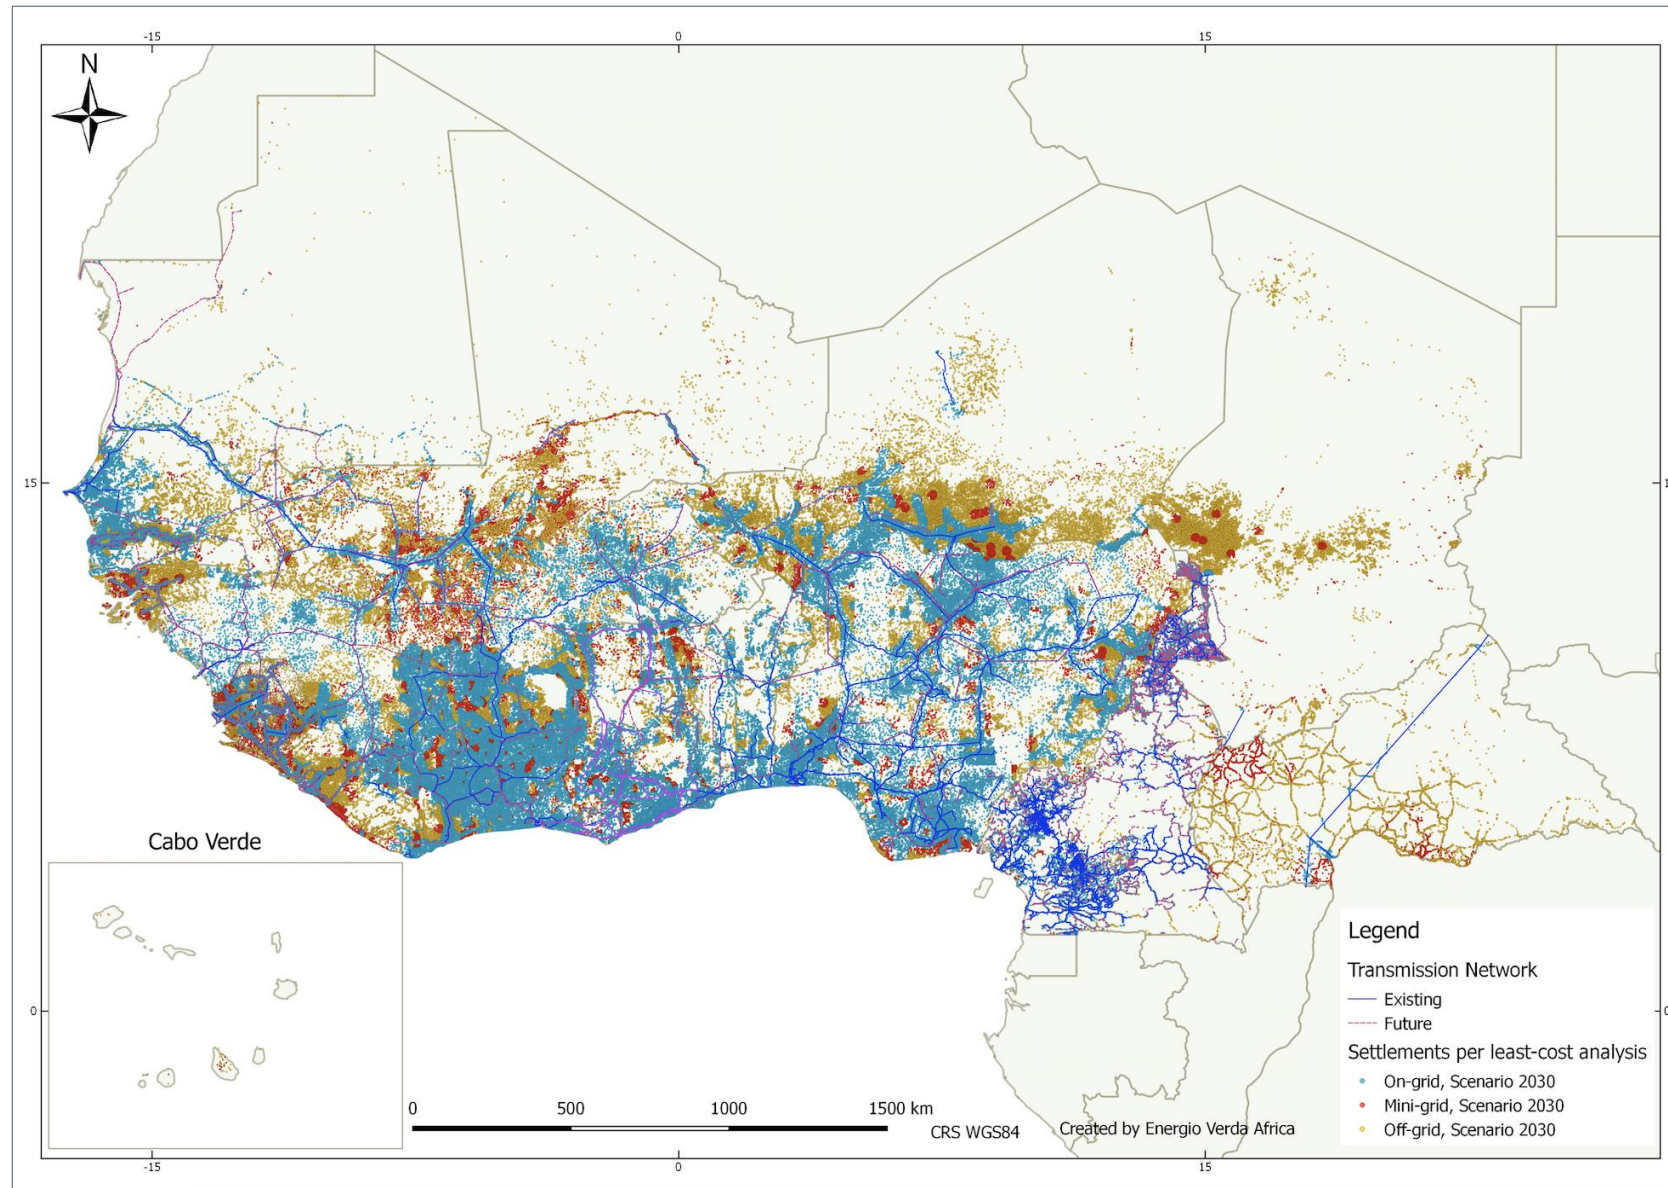 -15 0 15
N
15 1
Cabo Verde
0 0
Legend
Transmission Network
Existing
Future
Settlements per least-cost analysis
On-grid, Scenario 2030
Mini-grid, Scenario 2030
Off-grid, Scenario 2030
0 500 1000 1500 km
CRS WGS84
Created by Energio Verda Africa
-15 0 15